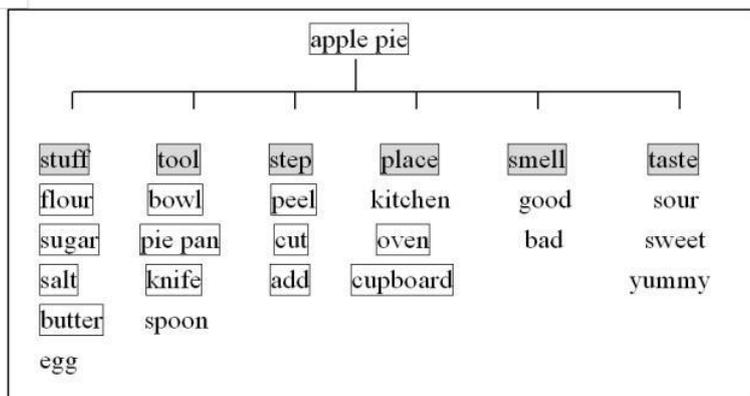 apple pie
stuff tool step place smell taste
flour bowl peel kitchen good sour
sugar pie pan cut oven bad sweet
salt knife add cupboard yummy
butter spoon
egg